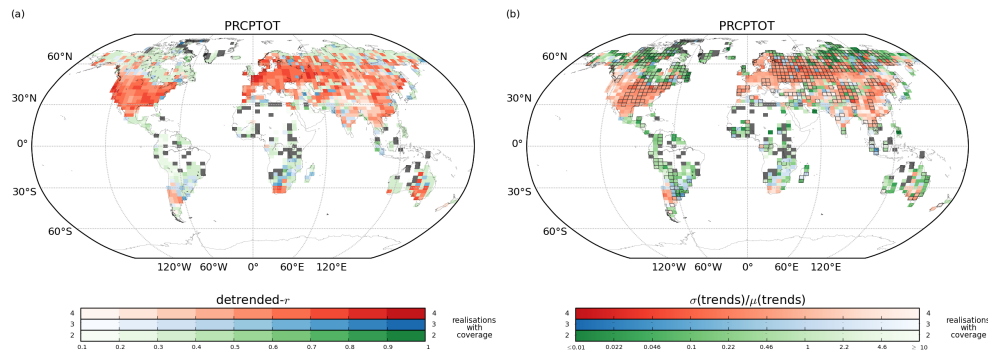 (a)
PRCPTOT
60°N
30°N
0°
30°S
60°S
120°W 60°W 0° 60°E 120°E
detrended-r
4 4
3 3
2 2
realisations
with
coverage
0.1 0.2 0.3 0.4 0.5 0.6 0.7 0.8 0.9 1
(b)
PRCPTOT
60°N
30°N
0°
30°S
60°S
120°W 60°W 0° 60°E 120°E
σ(trends)/μ(trends)
4 4
3 3
2 2
realisations
with
coverage
≤0.01 0.022 0.046 0.1 0.22 0.46 1 2.2 4.6 ≥ 10